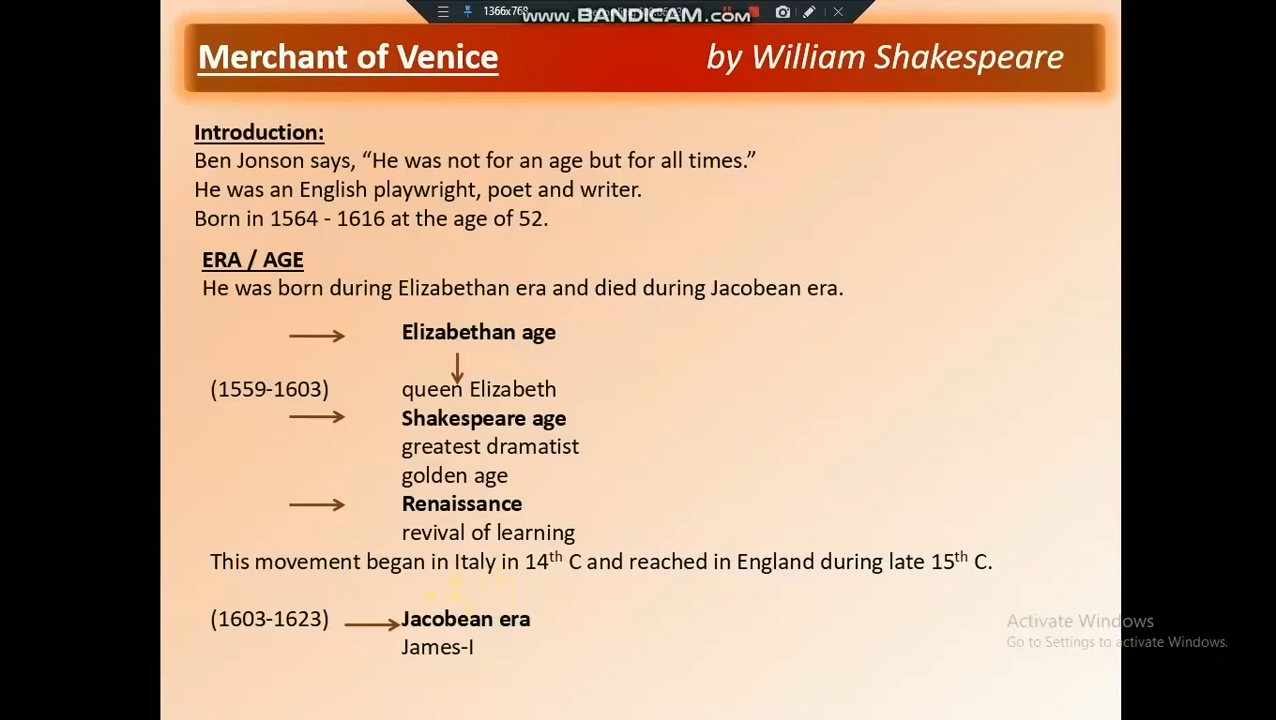 1366x768
www.BANDICAM.com
Merchant of Venice by William Shakespeare
Introduction:
Ben Jonson says, “He was not for an age but for all times.”
He was an English playwright, poet and writer.
Born in 1564 - 1616 at the age of 52.
ERA / AGE
He was born during Elizabethan era and died during Jacobean era.
Elizabethan age
(1559-1603) queen Elizabeth
Shakespeare age
greatest dramatist
golden age
Renaissance
revival of learning
This movement began in Italy in 14th C and reached in England during late 15th C.
(1603-1623) Jacobean era
James-I
Activate Windows
Go to Settings to activate Windows.